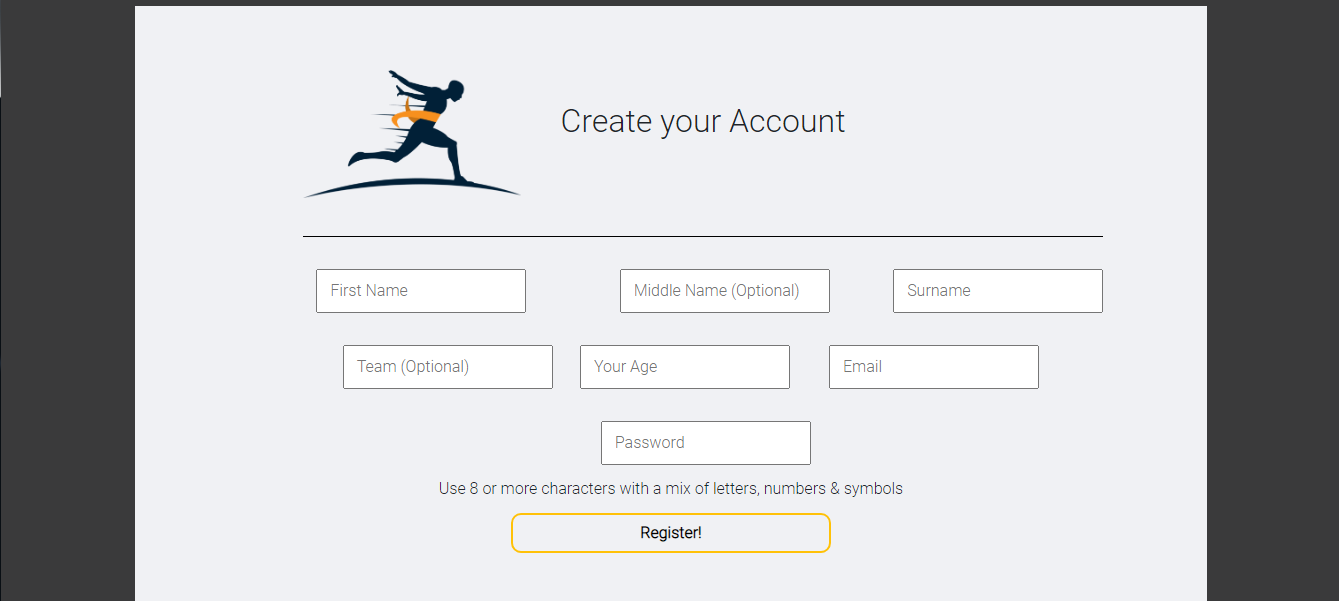 Create your Account
First Name
Middle Name (Optional)
Surname
Team (Optional)
Your Age
Email
Password
Use 8 or more characters with a mix of letters, numbers & symbols
Register!